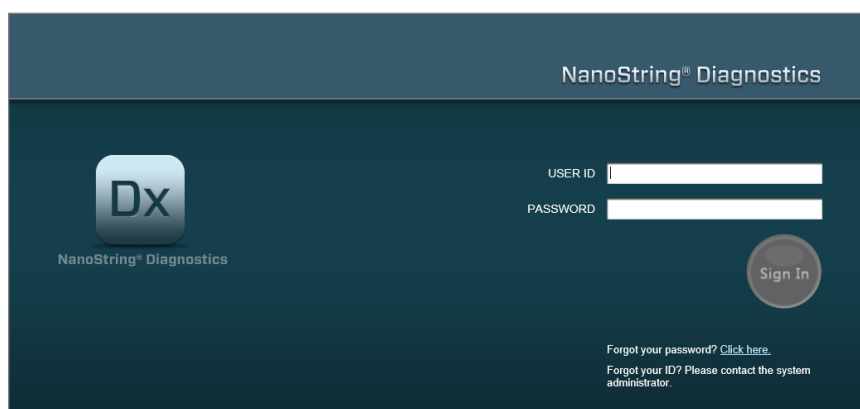 NanoString® Diagnostics
Dx
NanoString® Diagnostics
USER ID
PASSWORD
Sign In
Forgot your password? Click here.
Forgot your ID? Please contact the system
administrator.